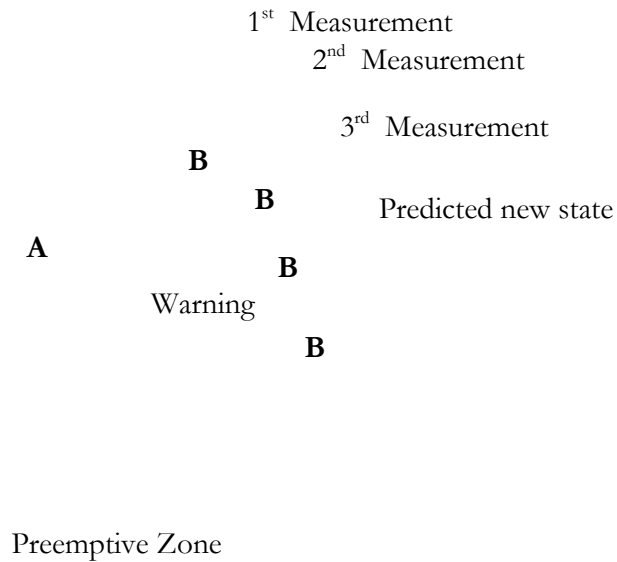 1st Measurement
2nd Measurement
3rd Measurement
B
B
Predicted new state
A
B
Warning
B
Preemptive Zone